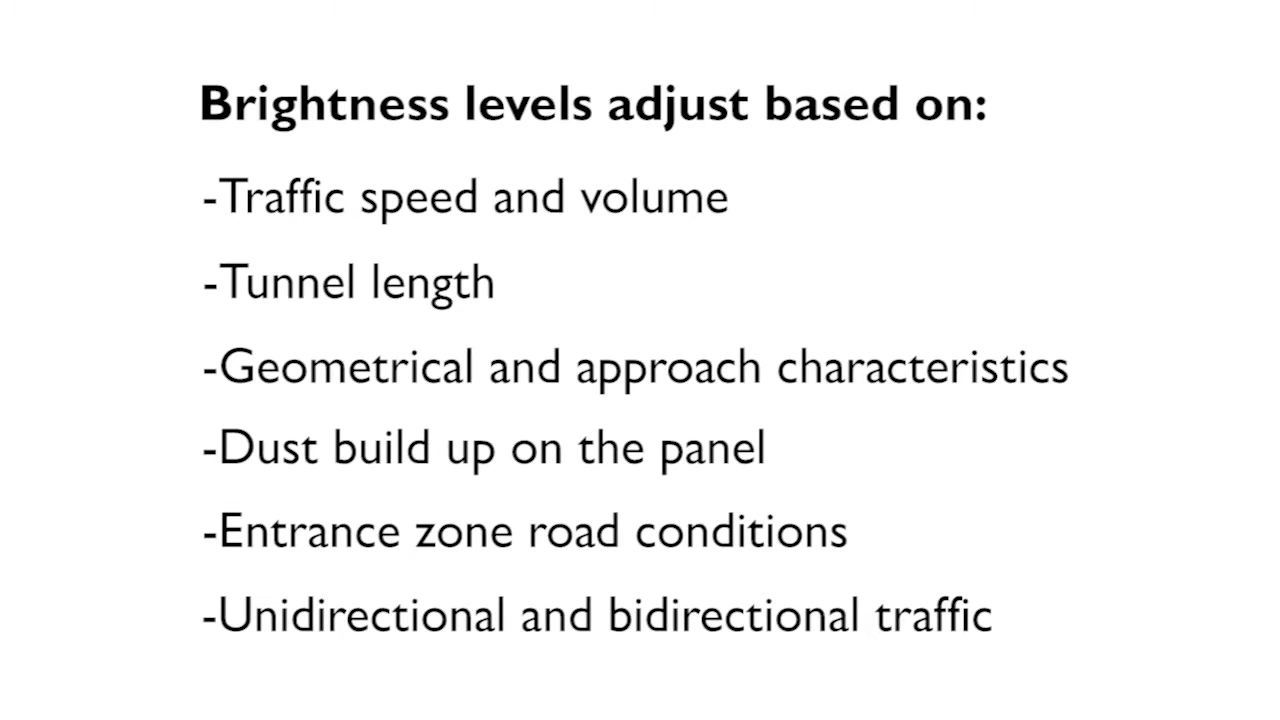 Brightness levels adjust based on:
-Traffic speed and volume
-Tunnel length
-Geometrical and approach characteristics
-Dust build up on the panel
-Entrance zone road conditions
-Unidirectional and bidirectional traffic